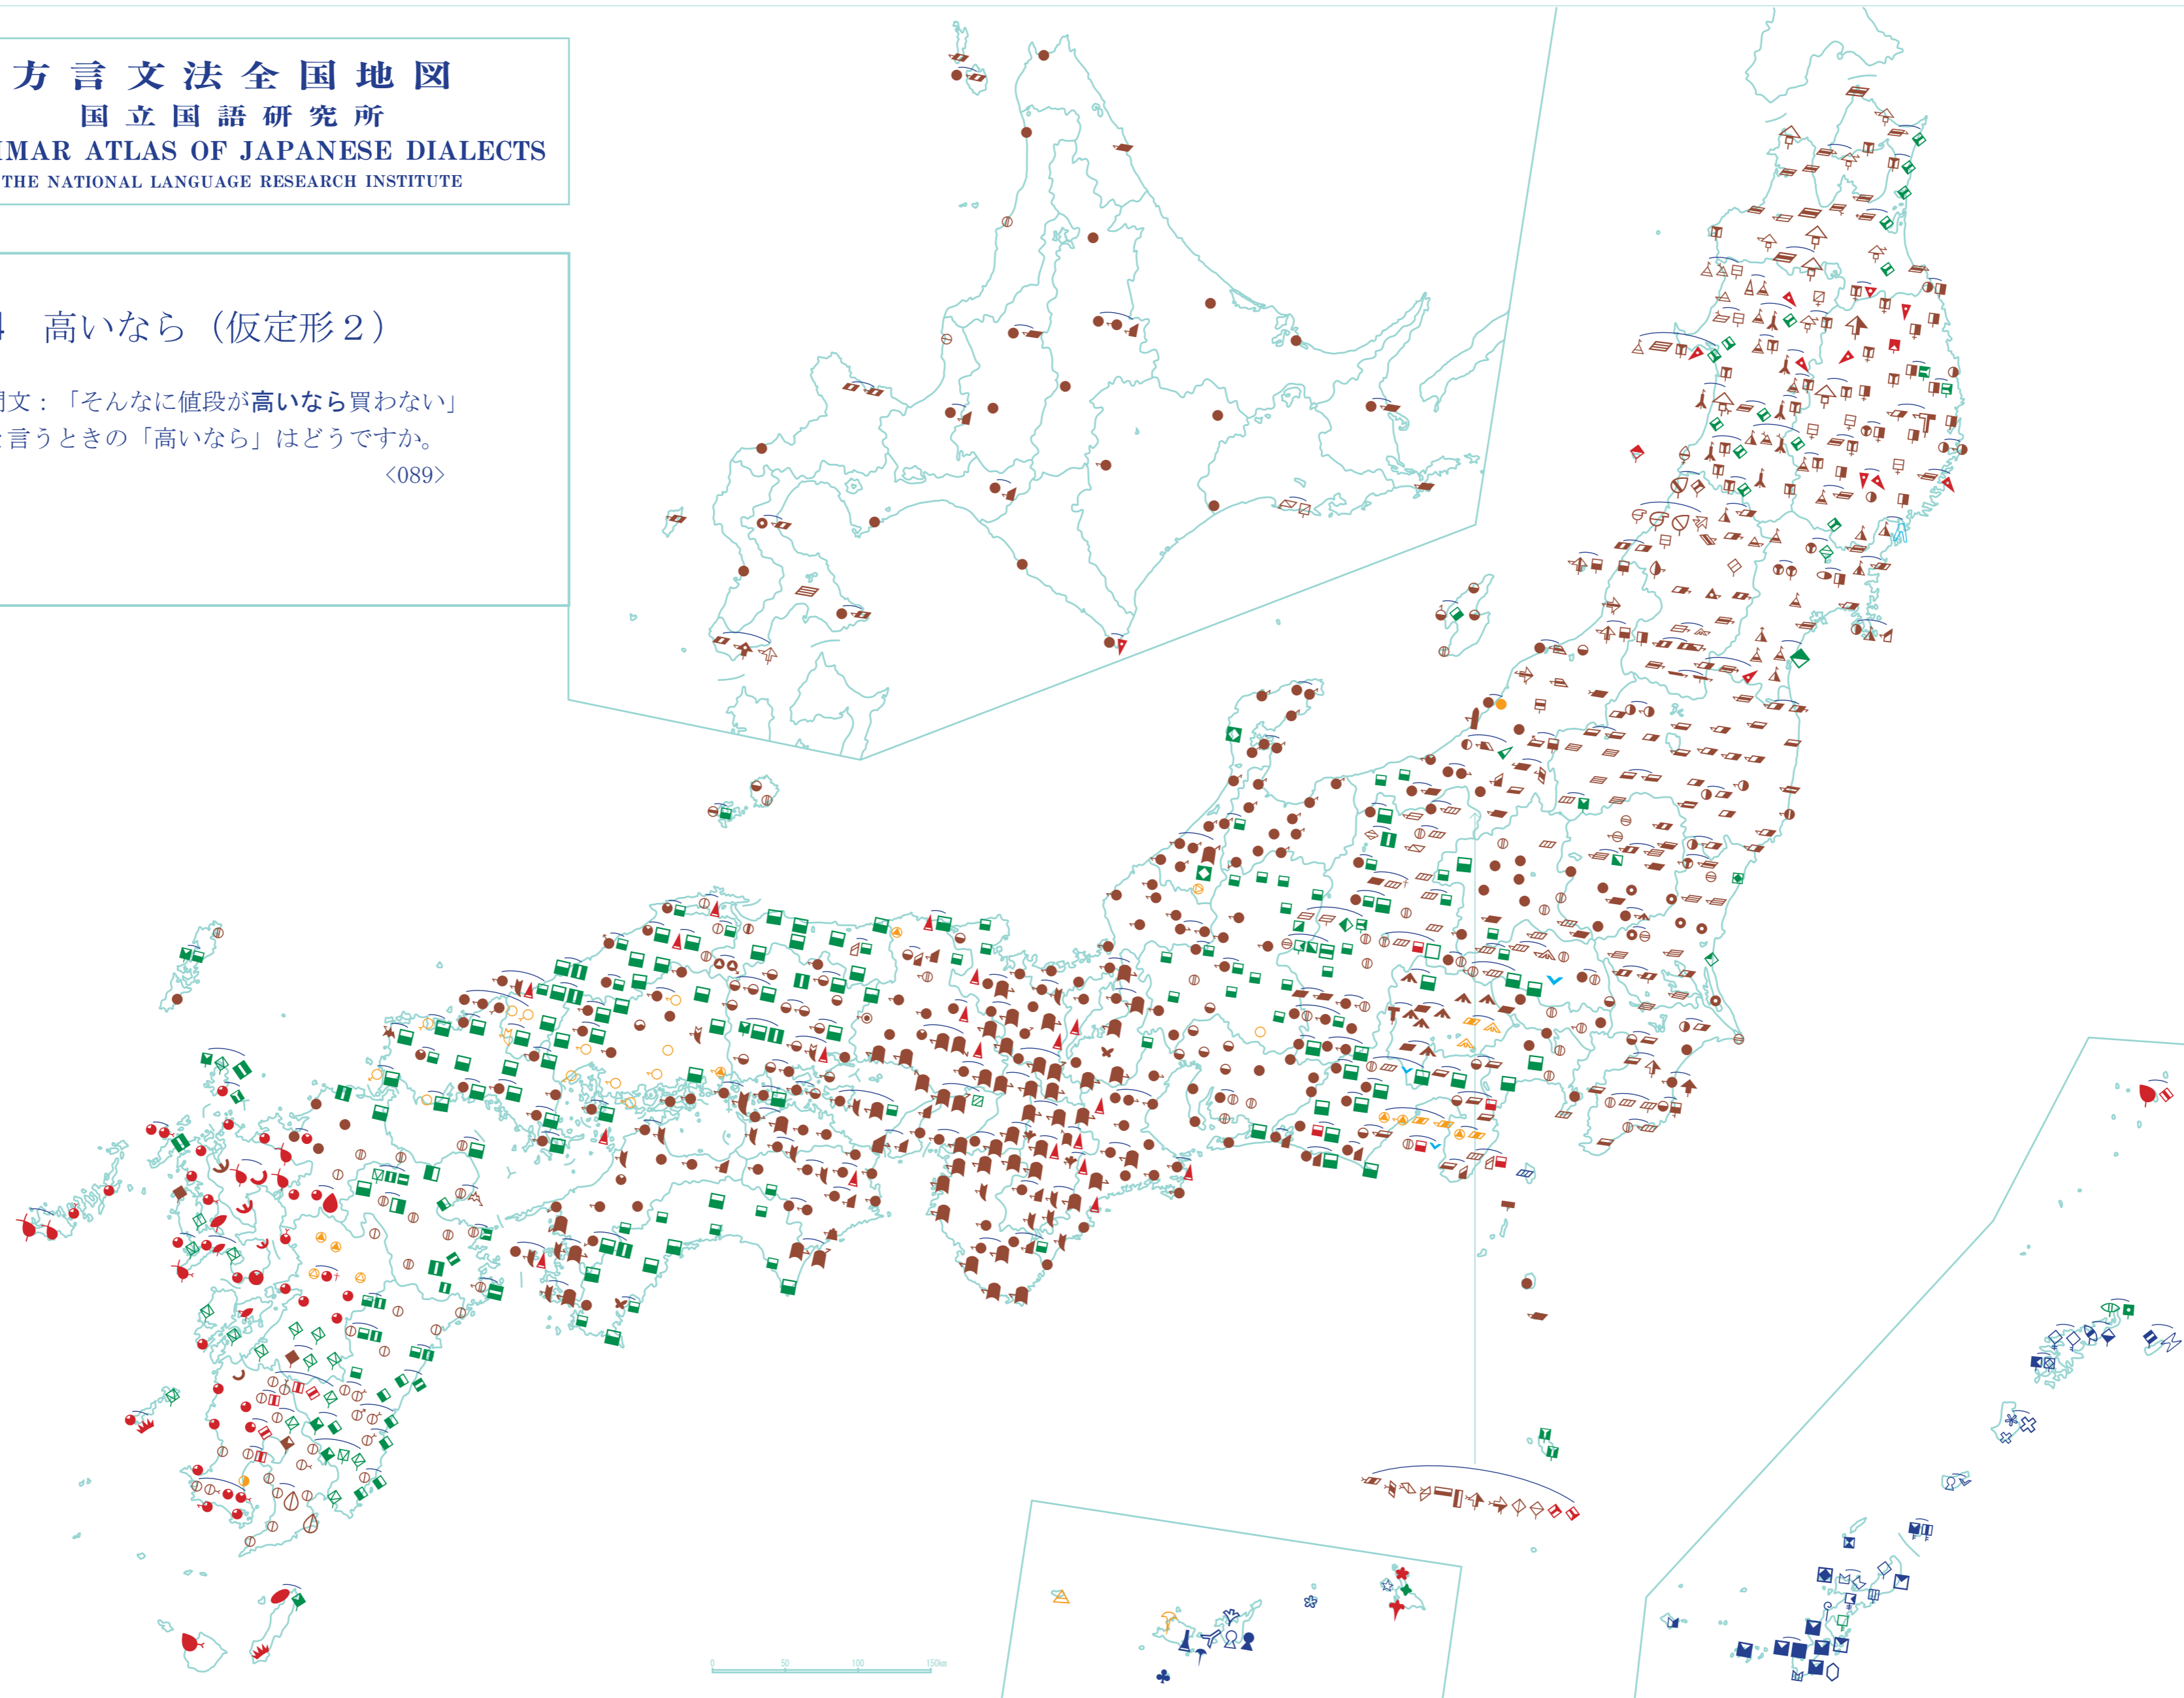 方言文法全国地図
国立国語研究所
MAR ATLAS OF JAPANESE DIALECTS
THE NATIONAL LANGUAGE RESEARCH INSTITUTE
高いなら（仮定形２）
文：「そんなに値段が高いなら買わない」
言うときの「高いなら」はどうですか。
〈089〉
0 50 100 150km